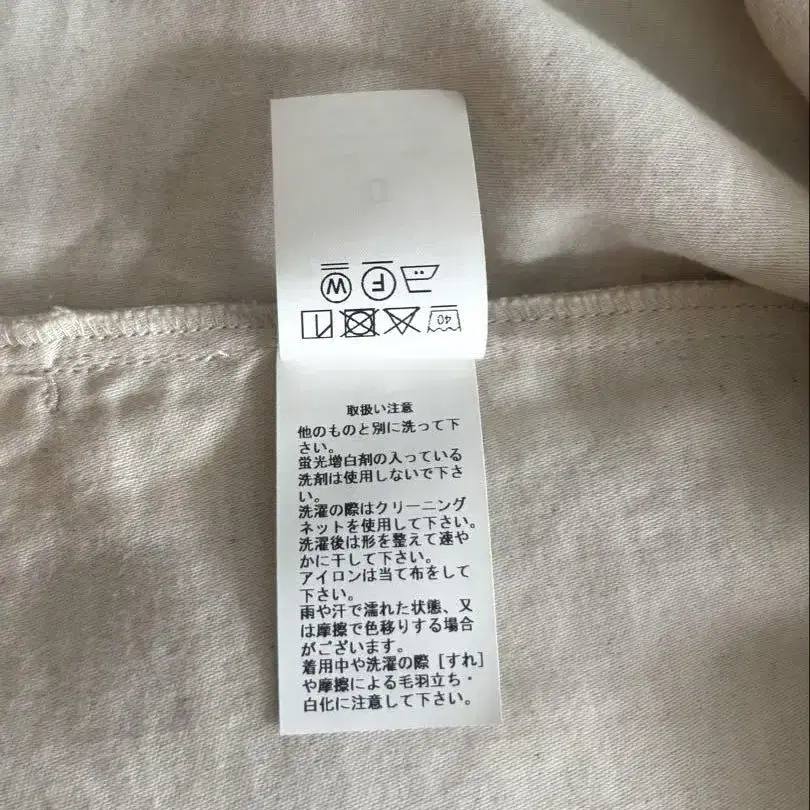 40
F W
取扱い注意
他のものと別に洗って下
さい。
蛍光増白剤の入っている
洗剤は使用しないで下さ
い。
洗濯の際はクリーニング
ネットを使用して下さい。
洗濯後は形を整えて速や
かに干して下さい。
アイロンは当て布をして
下さい。
雨や汗で濡れた状態、又
は摩擦で色移りする場合
がございます。
着用中や洗濯の際［すれ］
や摩擦による毛羽立ち・
白化に注意して下さい。